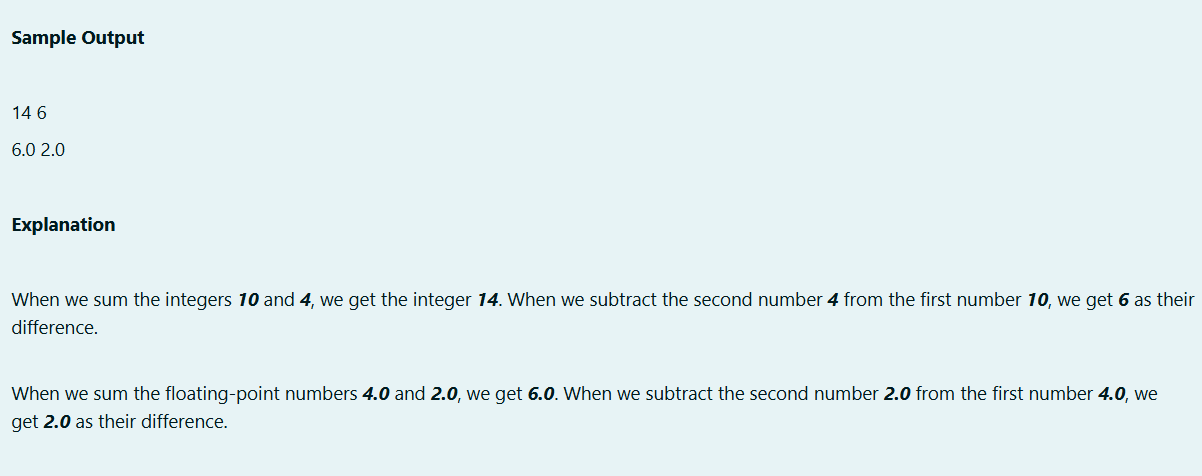 Sample Output
14 6
6.0 2.0
Explanation
When we sum the integers 10 and 4, we get the integer 14. When we subtract the second number 4 from the first number 10, we get 6 as their
difference.
When we sum the floating-point numbers 4.0 and 2.0, we get 6.0. When we subtract the second number 2.0 from the first number 4.0, we
get 2.0 as their difference.